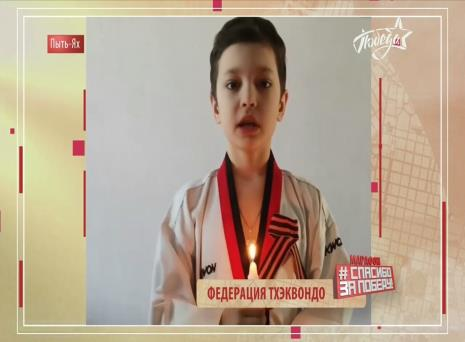 Пыть-Ях
Победа
ФЕДЕРАЦИЯ ТХЭКВОНДО
МАРАФОН
#СПАСИБО
ЗА ПОБЕДУ!